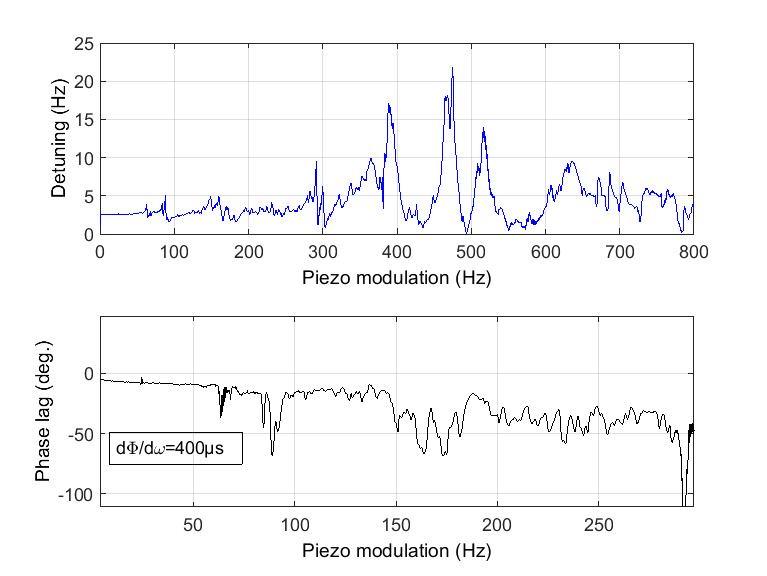 25
20
15
10
5
0
Detuning (Hz)
0 100 200 300 400 500 600 700 800
Piezo modulation (Hz)
0
-50
-100
Phase lag (deg.)
dΦ/dω=400µs
50 100 150 200 250
Piezo modulation (Hz)